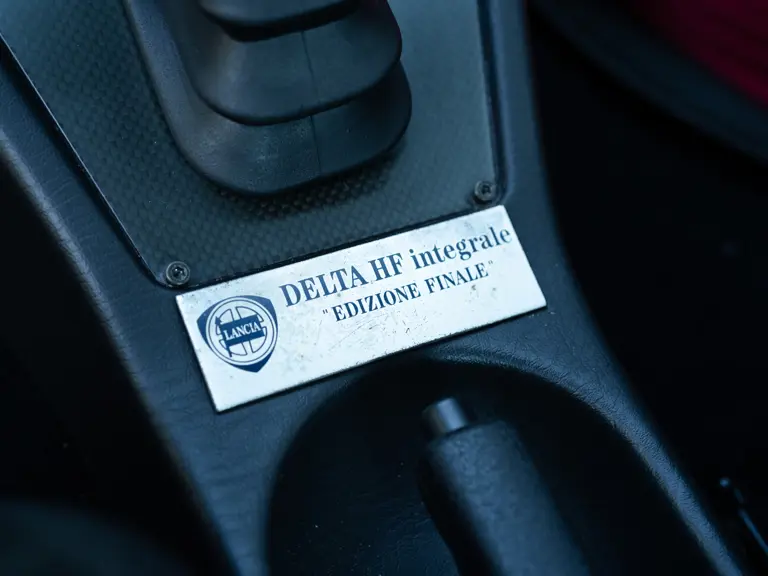 DELTA HF integrale
"EDIZIONE FINALE"
LANCIA